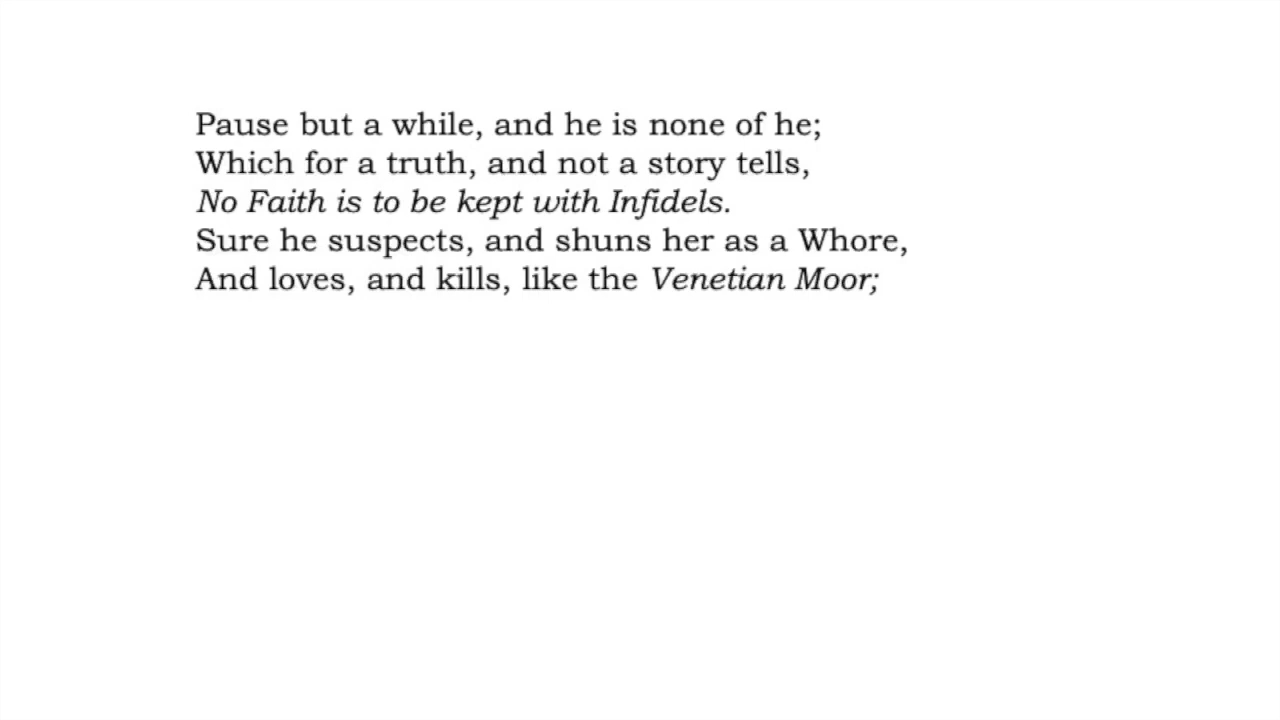 Pause but a while, and he is none of he;
Which for a truth, and not a story tells,
No Faith is to be kept with Infidels.
Sure he suspects, and shuns her as a Whore,
And loves, and kills, like the Venetian Moor;